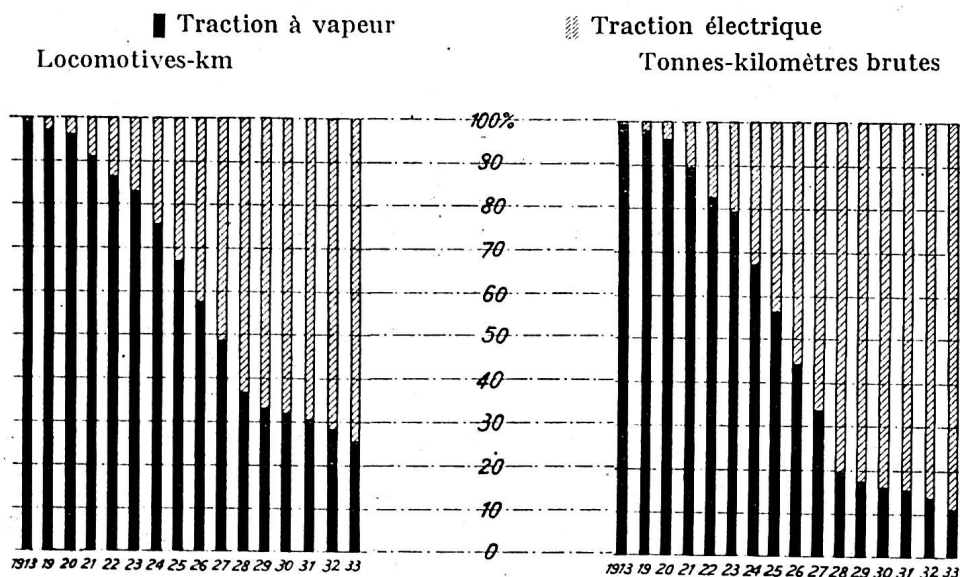 Traction à vapeur
Traction électrique
Locomotives-km
Tonnes-kilomètres brutes
100%
90
80
70
60
50
40
30
20
10
0
1913 19 20 21 22 23 24 25 26 27 28 29 30 31 32 33
1913 19 20 21 22 23 24 25 26 27 28 29 30 31 32 33